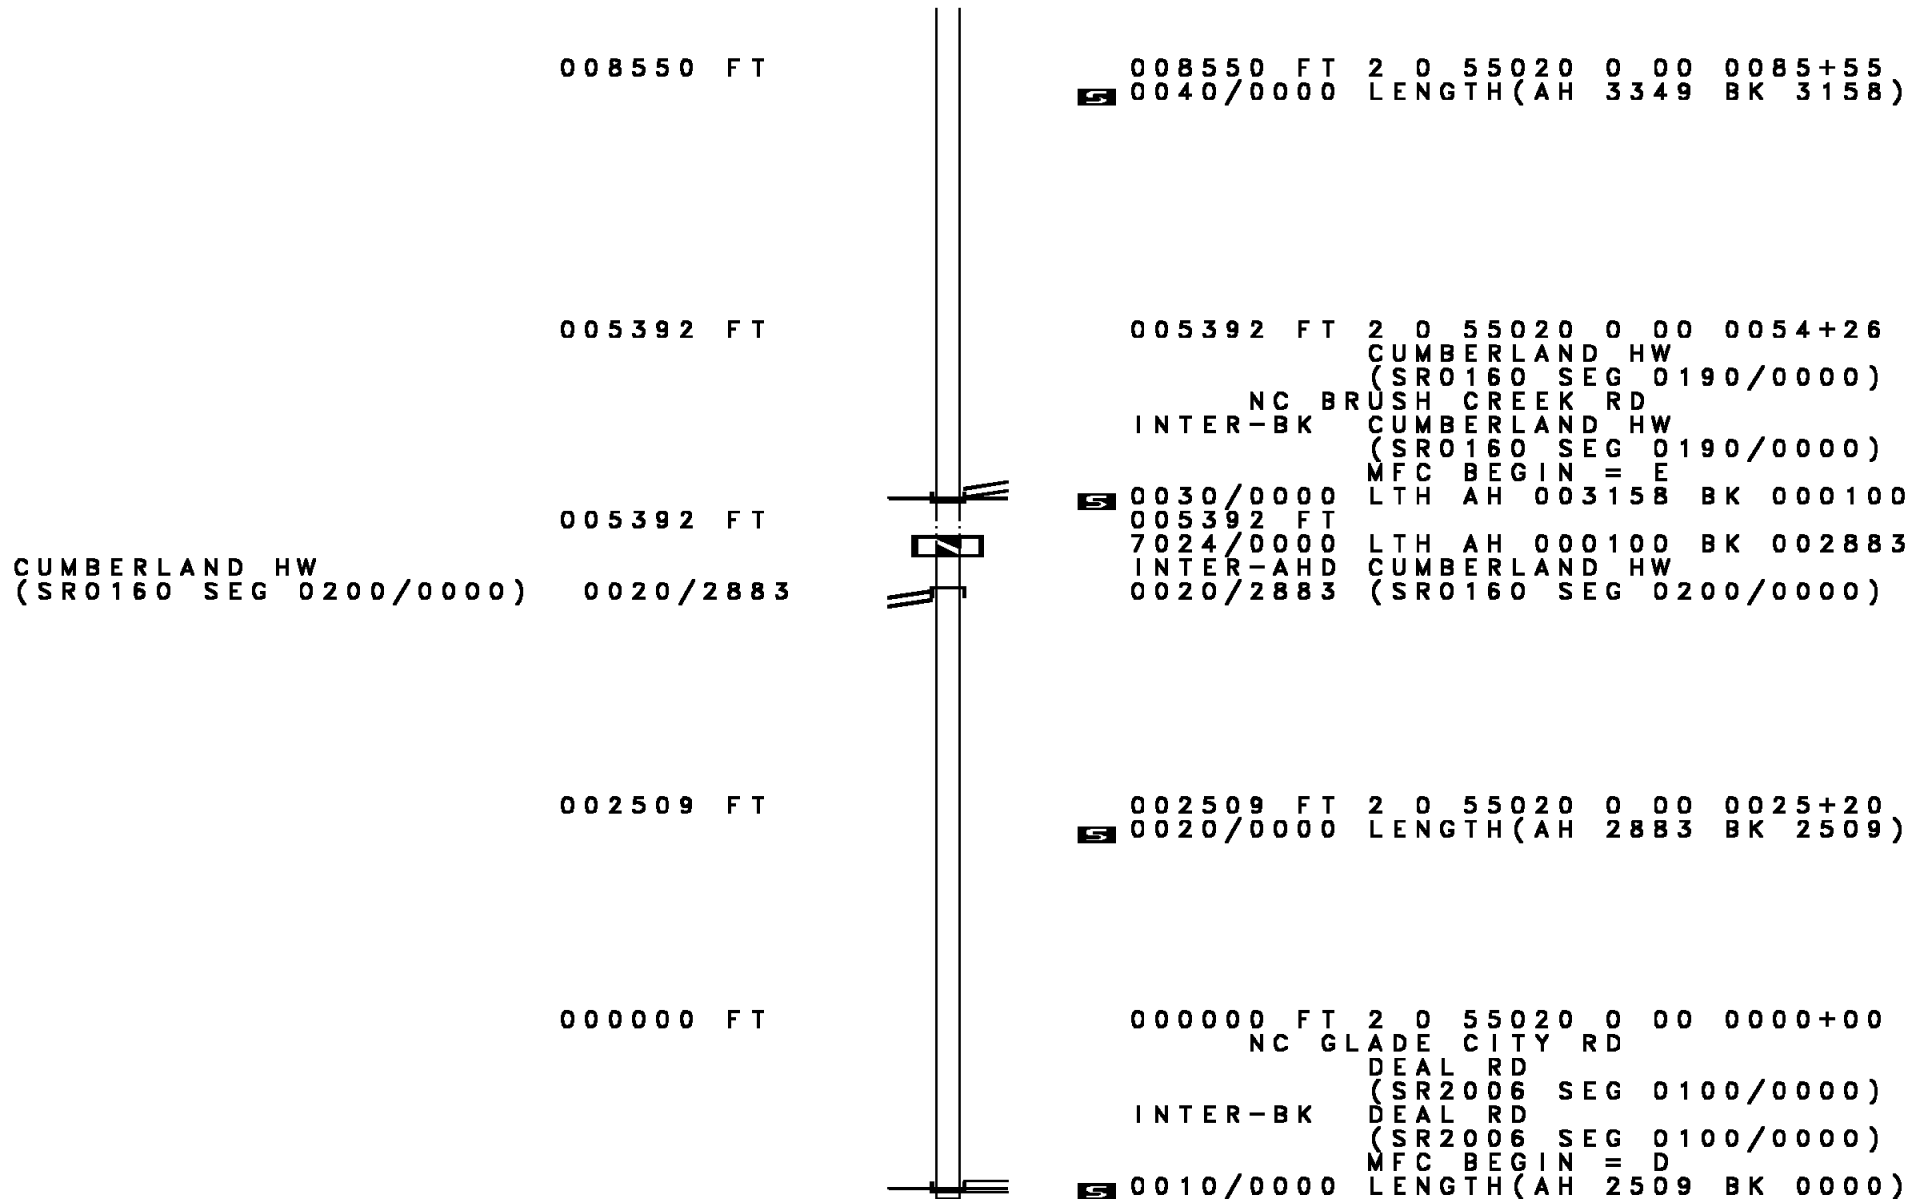 008550 FT 008550 FT 2 0 55020 0 00 0085+55
S 0040/0000 LENGTH(AH 3349 BK 3158)
005392 FT 005392 FT 2 0 55020 0 00 0054+26
CUMBERLAND HW
(SR0160 SEG 0190/0000)
NC BRUSH CREEK RD
INTER-BK CUMBERLAND HW
(SR0160 SEG 0190/0000)
MFC BEGIN = E
S 0030/0000 LTH AH 003158 BK 000100
005392 FT 005392 FT
7024/0000 LTH AH 000100 BK 002883
CUMBERLAND HW INTER-AHD CUMBERLAND HW
(SR0160 SEG 0200/0000) 0020/2883 0020/2883 (SR0160 SEG 0200/0000)
002509 FT 002509 FT 2 0 55020 0 00 0025+20
S 0020/0000 LENGTH(AH 2883 BK 2509)
000000 FT 000000 FT 2 0 55020 0 00 0000+00
NC GLADE CITY RD
DEAL RD
(SR2006 SEG 0100/0000)
INTER-BK DEAL RD
(SR2006 SEG 0100/0000)
MFC BEGIN = D
S 0010/0000 LENGTH(AH 2509 BK 0000)